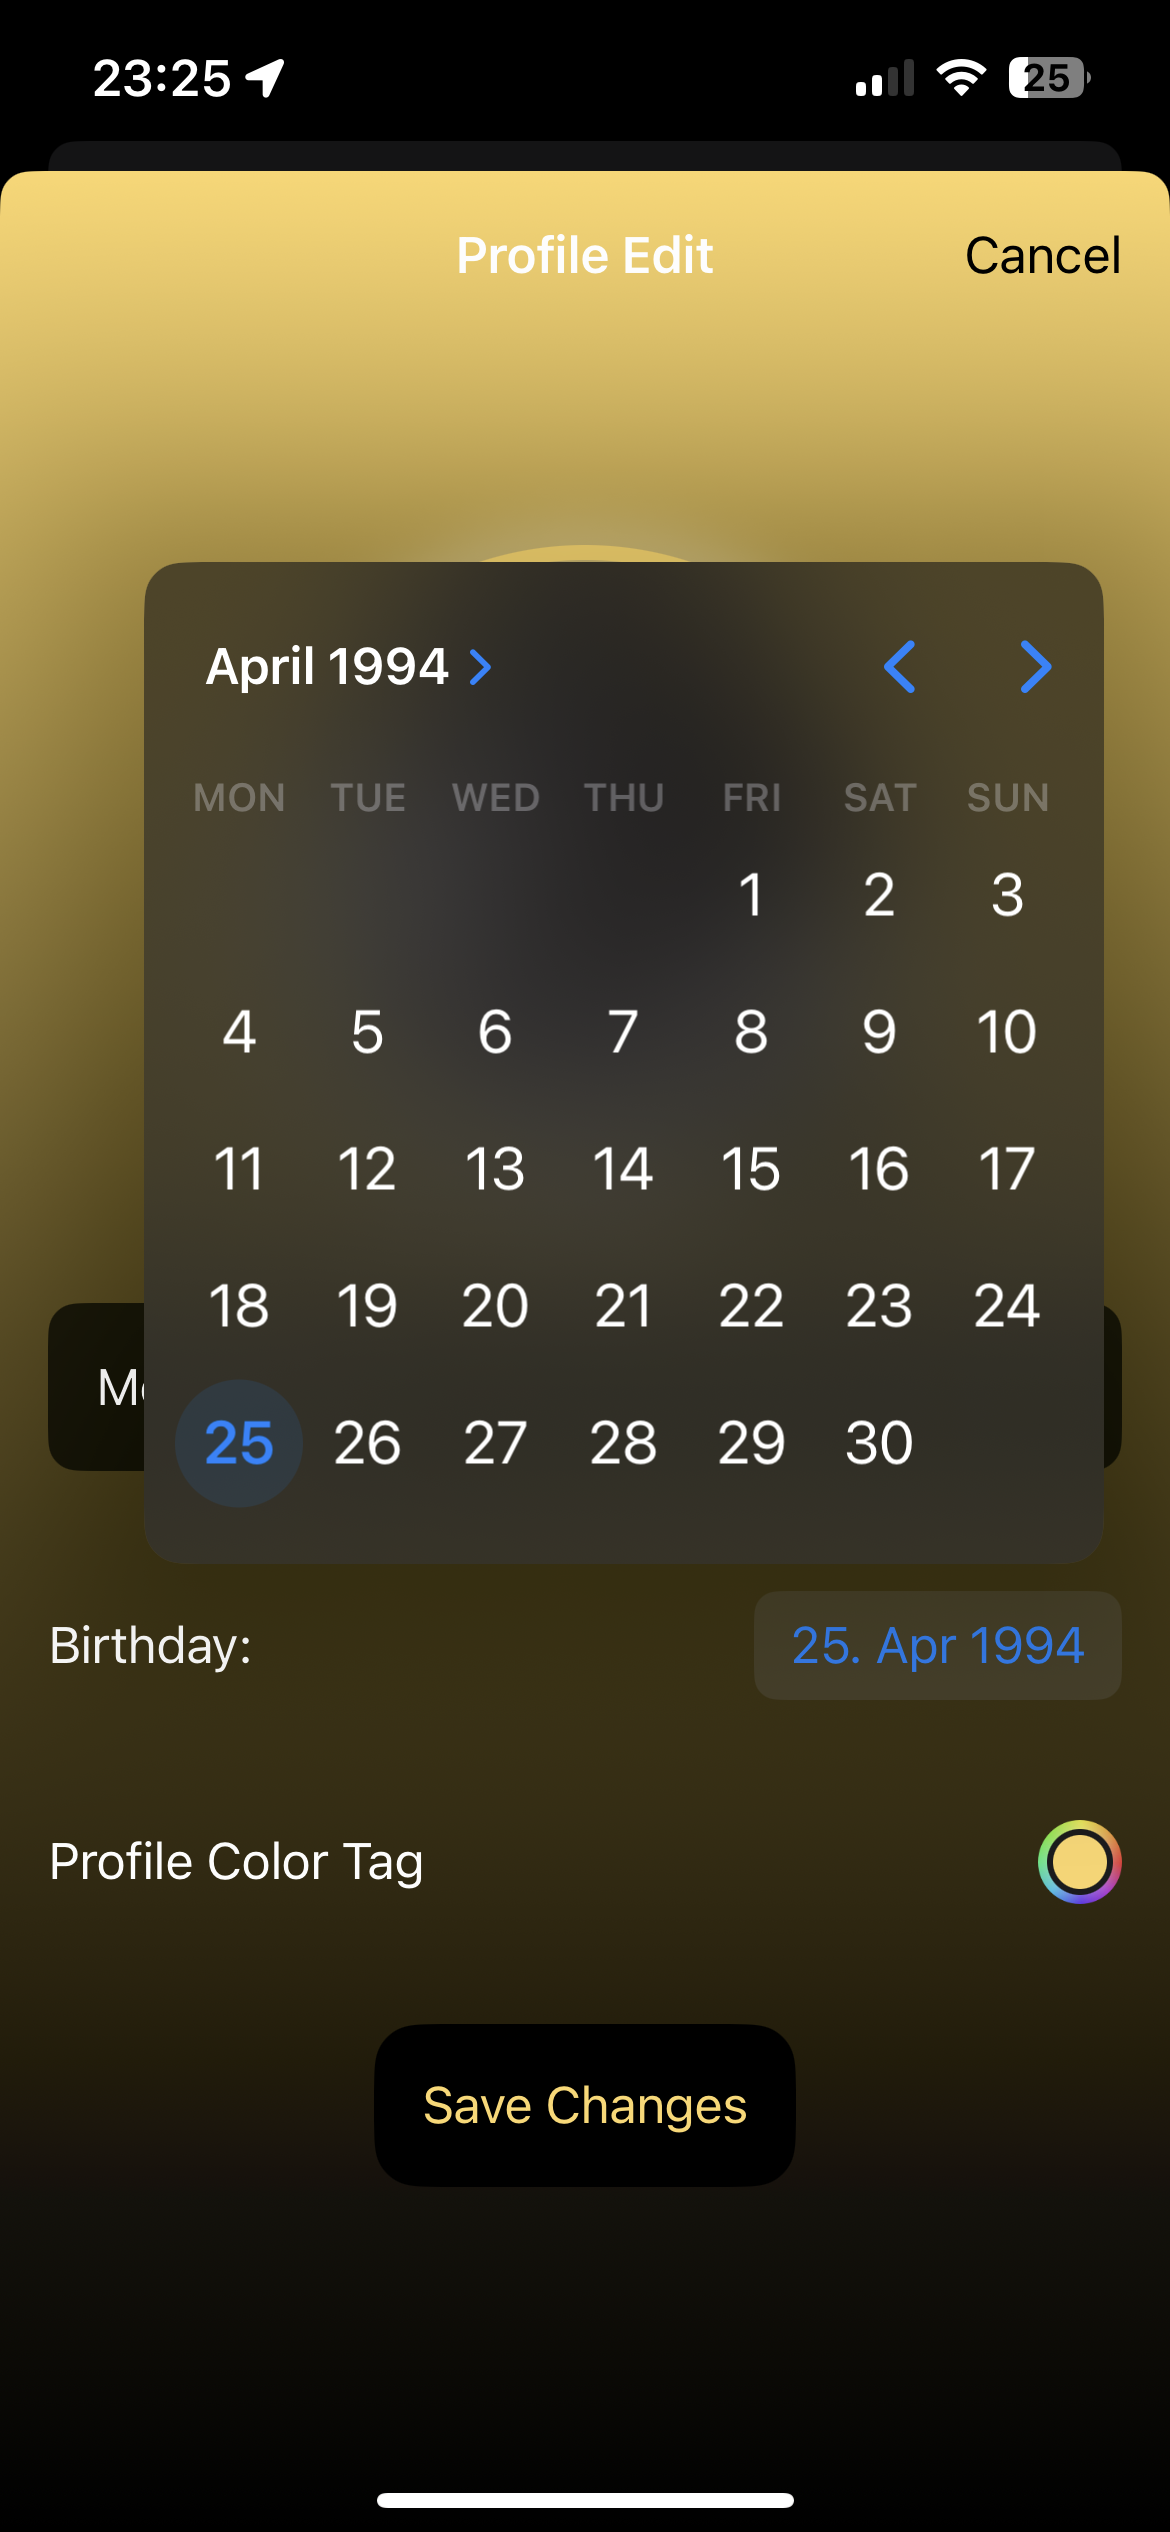 23:25
25
Profile Edit
Cancel
April 1994
MON TUE WED THU FRI SAT SUN
1 2 3
4 5 6 7 8 9 10
11 12 13 14 15 16 17
18 19 20 21 22 23 24
25 26 27 28 29 30
Birthday:
25. Apr 1994
Profile Color Tag
Save Changes